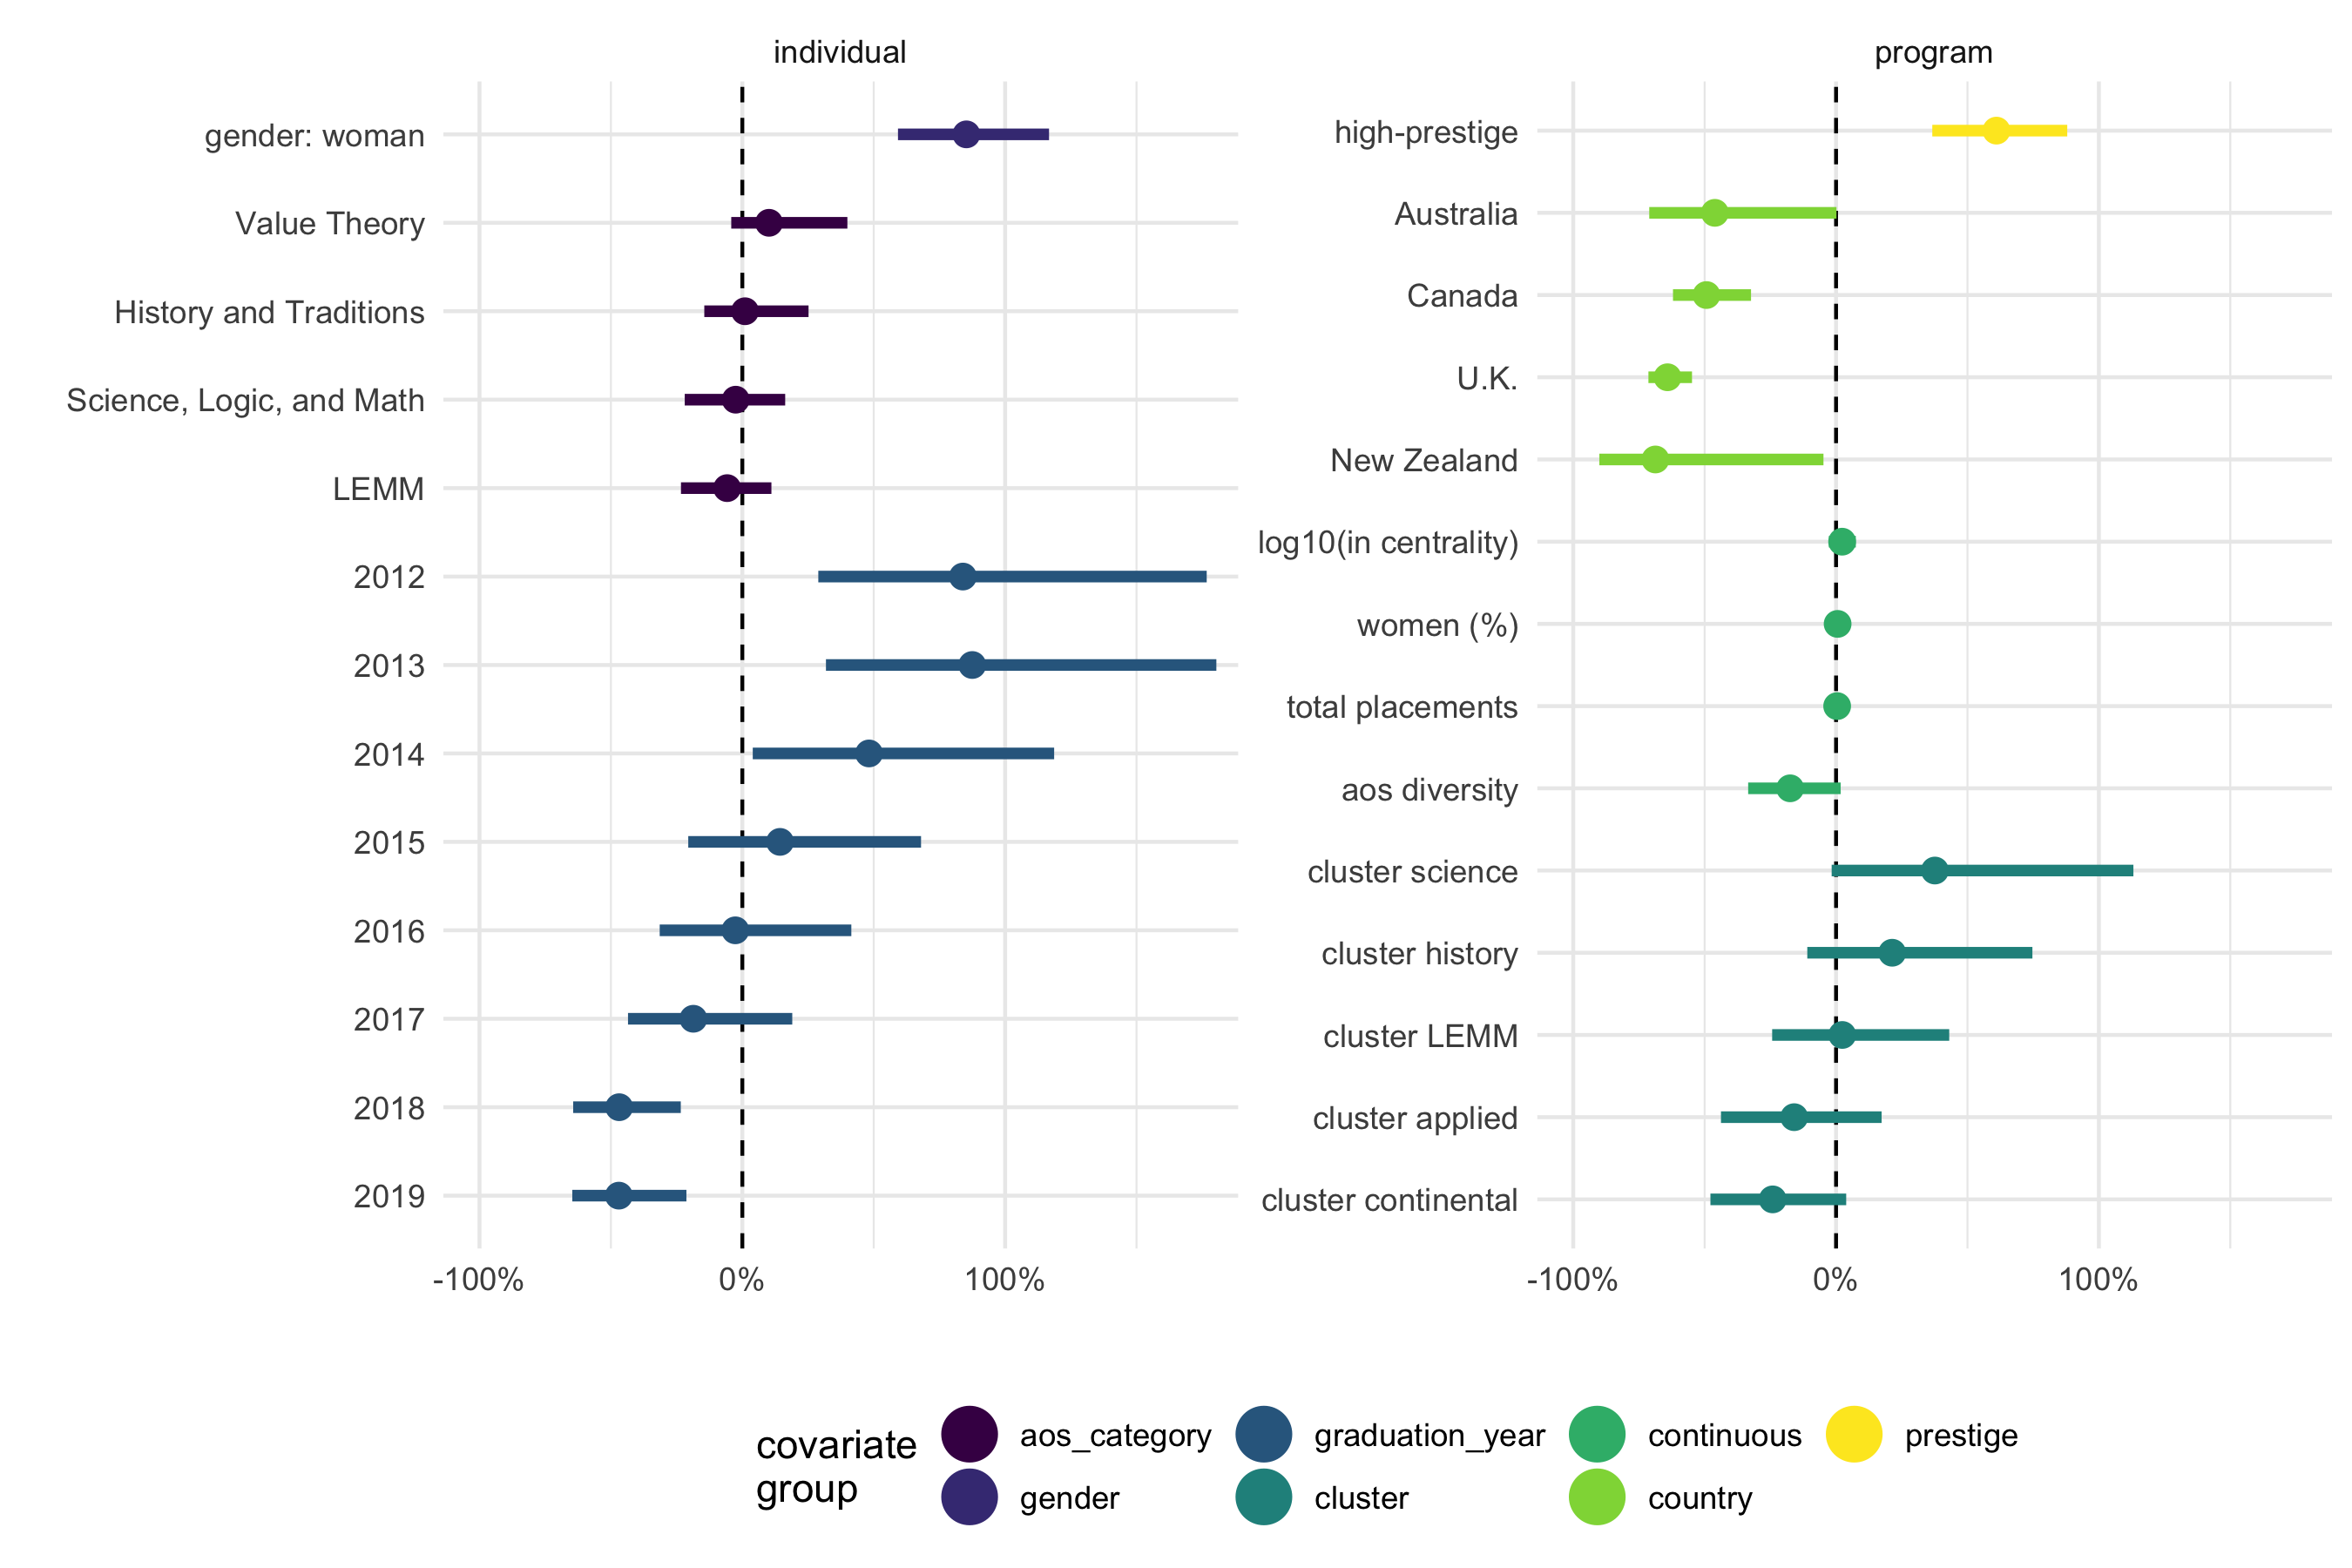 individual
gender: woman
Value Theory
History and Traditions
Science, Logic, and Math
LEMM
2012
2013
2014
2015
2016
2017
2018
2019
-100%
0%
100%
program
high-prestige
Australia
Canada
U.K.
New Zealand
log10(in centrality)
women (%)
total placements
aos diversity
cluster science
cluster history
cluster LEMM
cluster applied
cluster continental
-100%
0%
100%
covariate
group
aos_category
gender
graduation_year
cluster
continuous
country
prestige